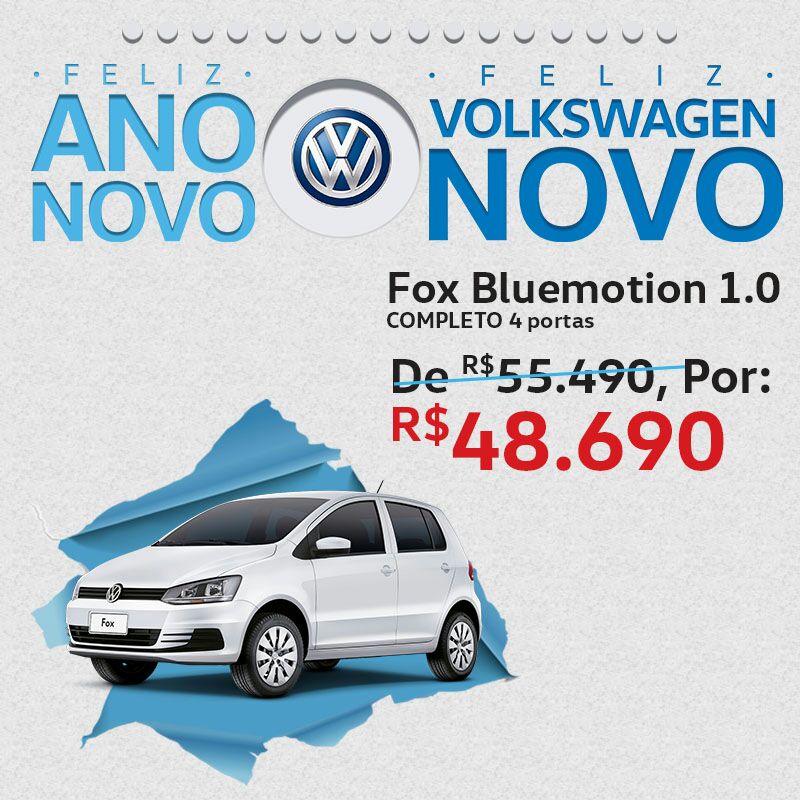 · FELIZ ·
ANO
NOVO
· FELIZ ·
VOLKSWAGEN
NOVO
Fox Bluemotion 1.0
COMPLETO 4 portas
De R$55.490, Por:
R$48.690
Fox